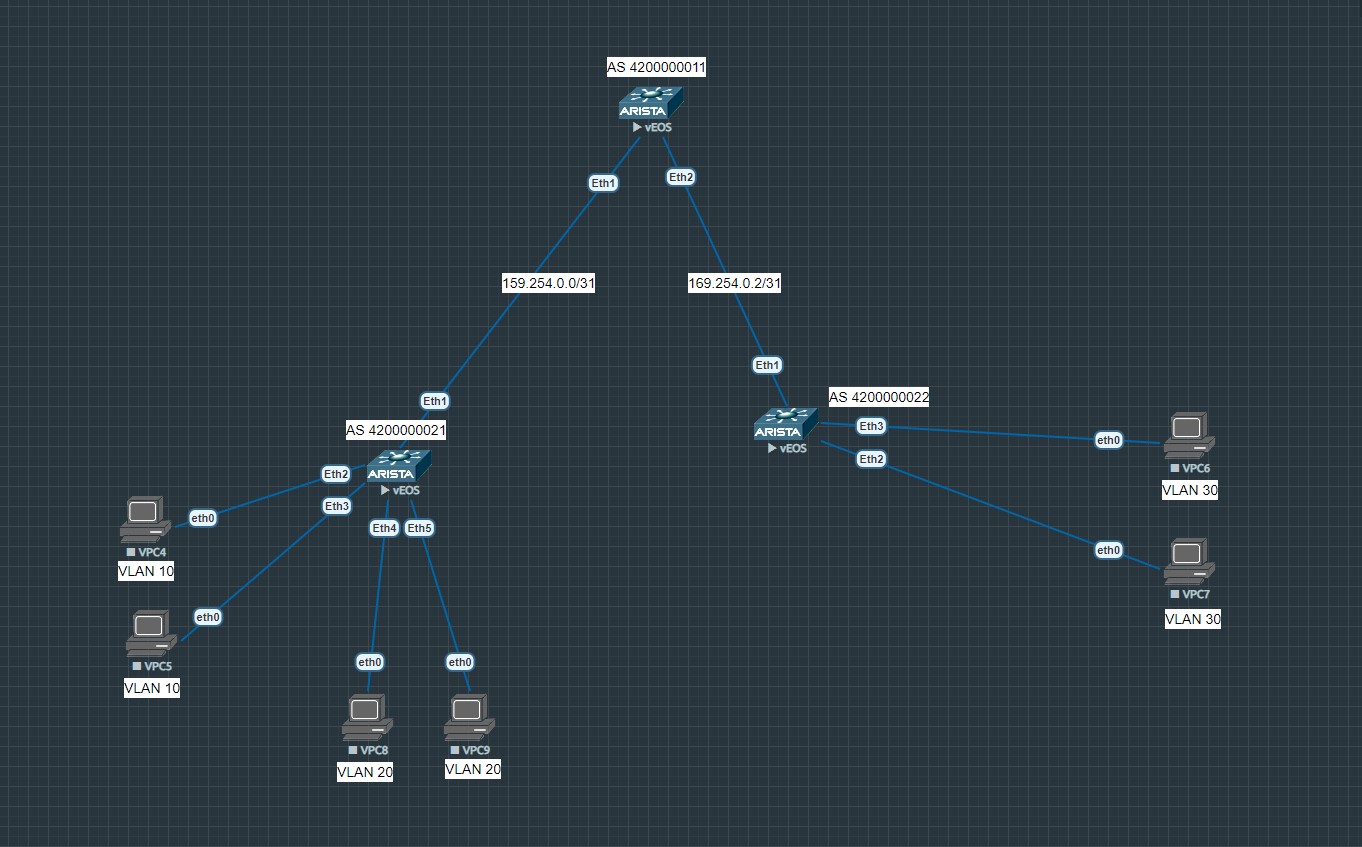 AS 4200000011
ARISTA
vEOS
Eth1
Eth2
159.254.0.0/31
169.254.0.2/31
Eth1
Eth1
AS 4200000022
AS 4200000021
ARISTA
vEOS
Eth3
Eth2
eth0
VPC6
VLAN 30
eth0
VPC7
VLAN 30
ARISTA
vEOS
Eth2
Eth3
Eth4
Eth5
eth0
VPC4
VLAN 10
eth0
VPC5
VLAN 10
eth0
eth0
VPC8
VPC9
VLAN 20
VLAN 20